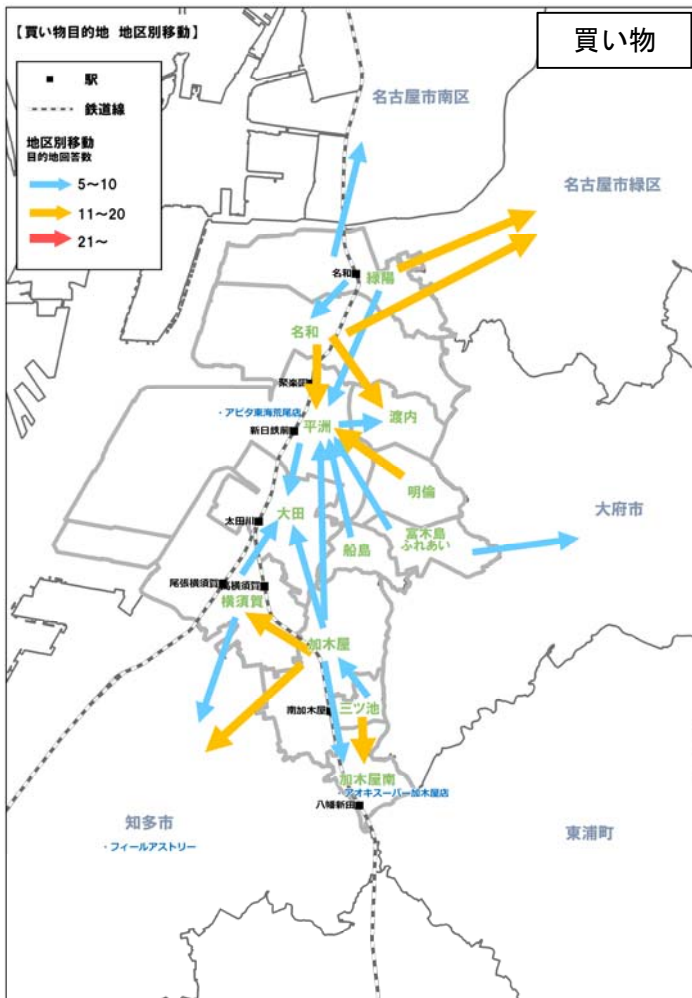 【買い物目的地 地区別移動】
買い物
駅
鉄道線
地区別移動
目的地回答数
5～10
11～20
21～
名古屋市南区
名古屋市緑区
名和
緑陽
名和
・アピタ東海荒尾店
新日鉄前
平洲
渡内
明倫
大府市
太田川
大田
船島
富木島
ふれあい
尾張横須賀
高横須賀
横須賀
加木屋
南加木屋
三ツ池
加木屋南
・アオキスーパー加木屋店
八幡新田
知多市
・フィールアストリー
東浦町